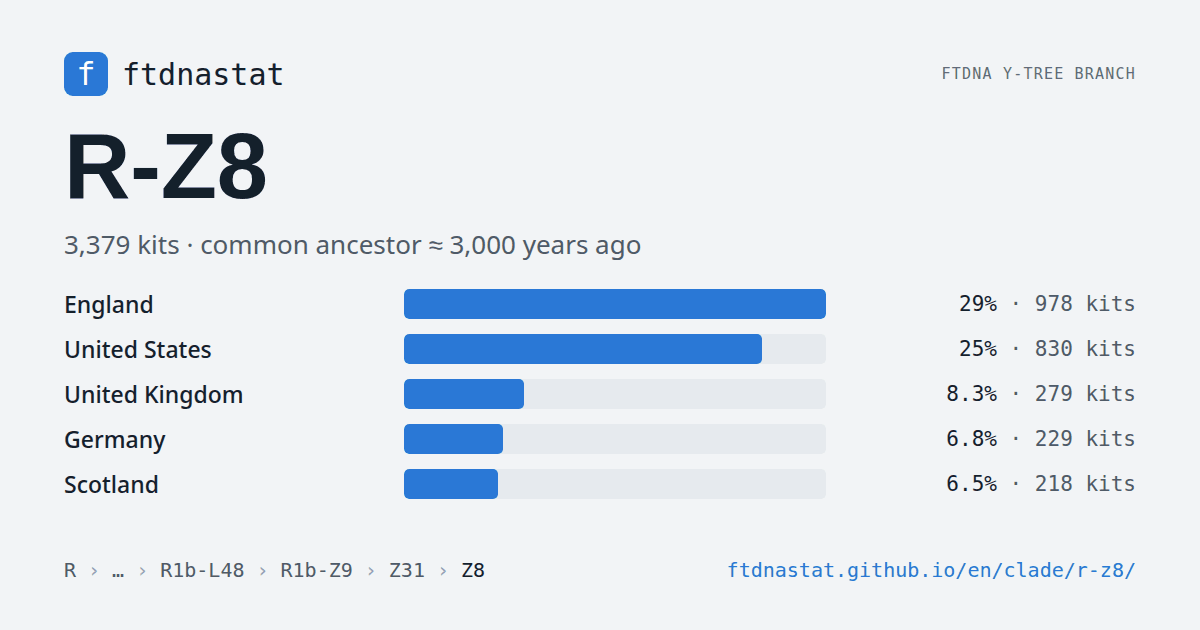 f ftdnastat
FTDNA Y-TREE BRANCH
R-Z8
3,379 kits · common ancestor ≈ 3,000 years ago
England 29% · 978 kits
United States 25% · 830 kits
United Kingdom 8.3% · 279 kits
Germany 6.8% · 229 kits
Scotland 6.5% · 218 kits
R › … › R1b-L48 › R1b-Z9 › Z31 › Z8
ftdnastat.github.io/en/clade/r-z8/